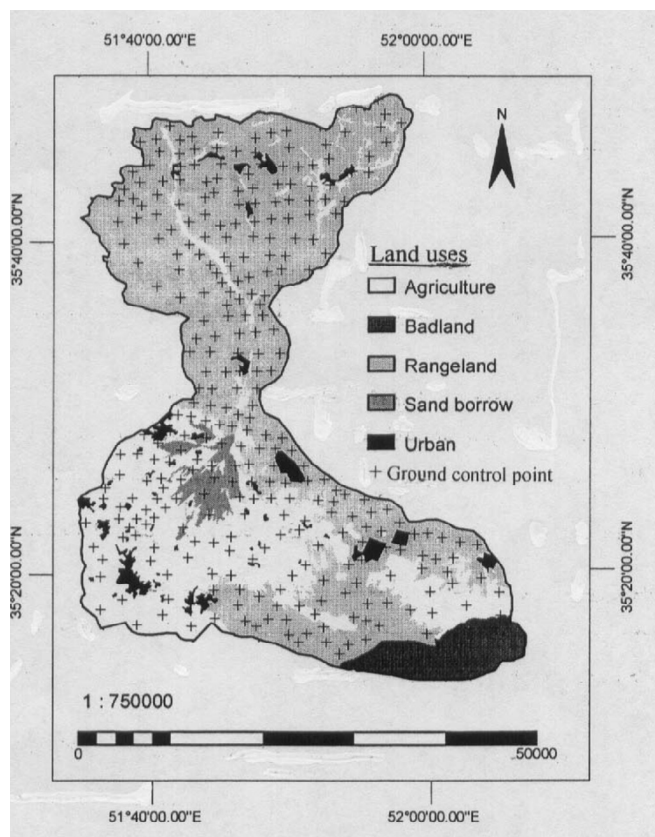 51°40'00.00"E 52°00'00.00"E
N
35°40'00.00"N
35°40'00.00"N
Land uses
Agriculture
Badland
Rangeland
Sand borrow
Urban
Ground control point
35°20'00.00"N
35°20'00.00"N
1 : 750000
0 50000
51°40'00.00"E 52°00'00.00"E